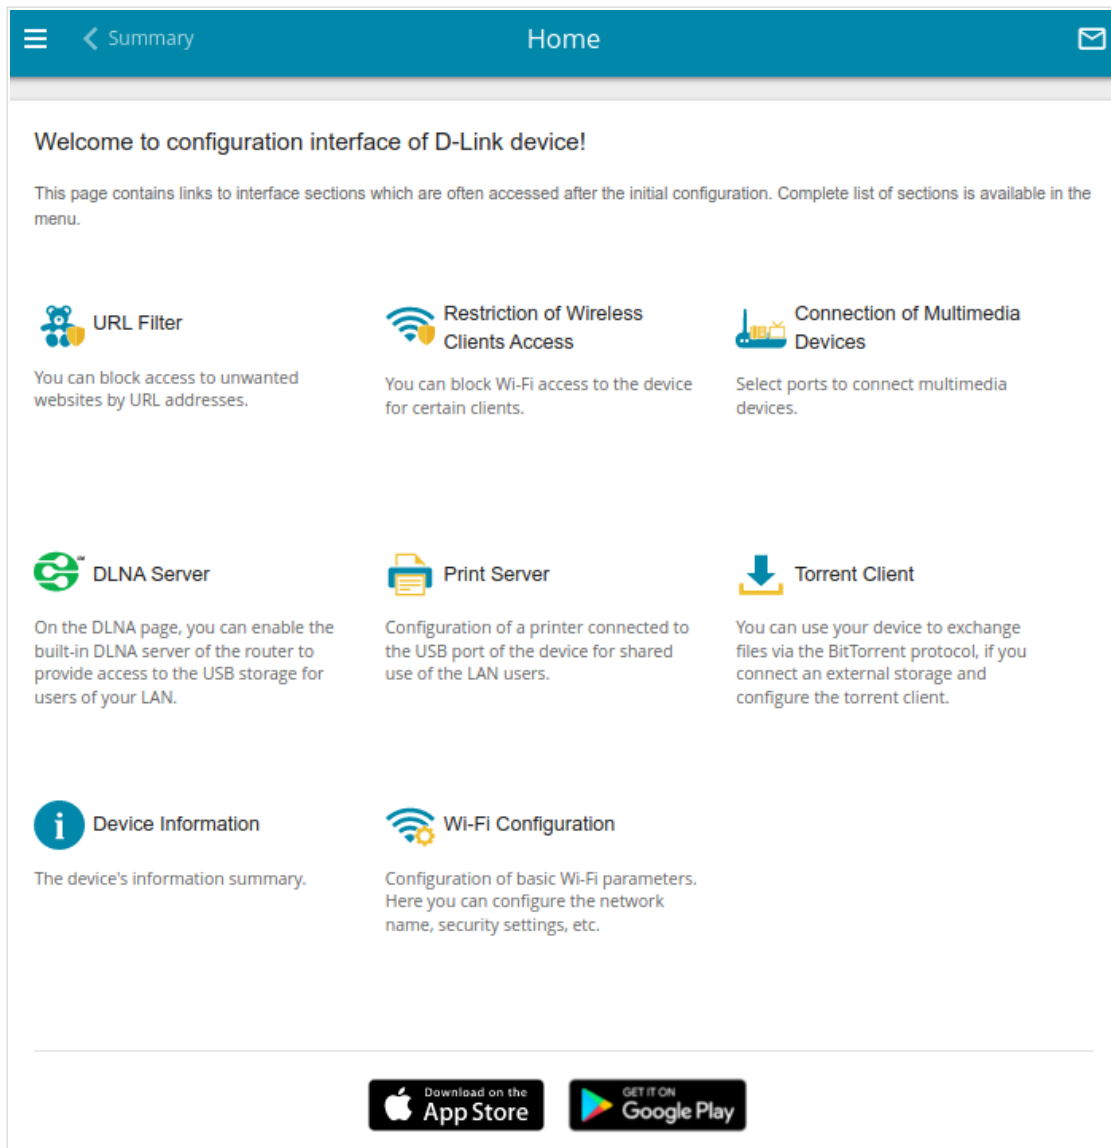 Summary
Home
Welcome to configuration interface of D-Link device!
This page contains links to interface sections which are often accessed after the initial configuration. Complete list of sections is available in the
menu.
URL Filter
You can block access to unwanted
websites by URL addresses.
Restriction of Wireless
Clients Access
You can block Wi-Fi access to the device
for certain clients.
Connection of Multimedia
Devices
Select ports to connect multimedia
devices.
DLNA Server
On the DLNA page, you can enable the
built-in DLNA server of the router to
provide access to the USB storage for
users of your LAN.
Print Server
Configuration of a printer connected to
the USB port of the device for shared
use of the LAN users.
Torrent Client
You can use your device to exchange
files via the BitTorrent protocol, if you
connect an external storage and
configure the torrent client.
Device Information
The device's information summary.
Wi-Fi Configuration
Configuration of basic Wi-Fi parameters.
Here you can configure the network
name, security settings, etc.
Download on the
App Store
GET IT ON
Google Play